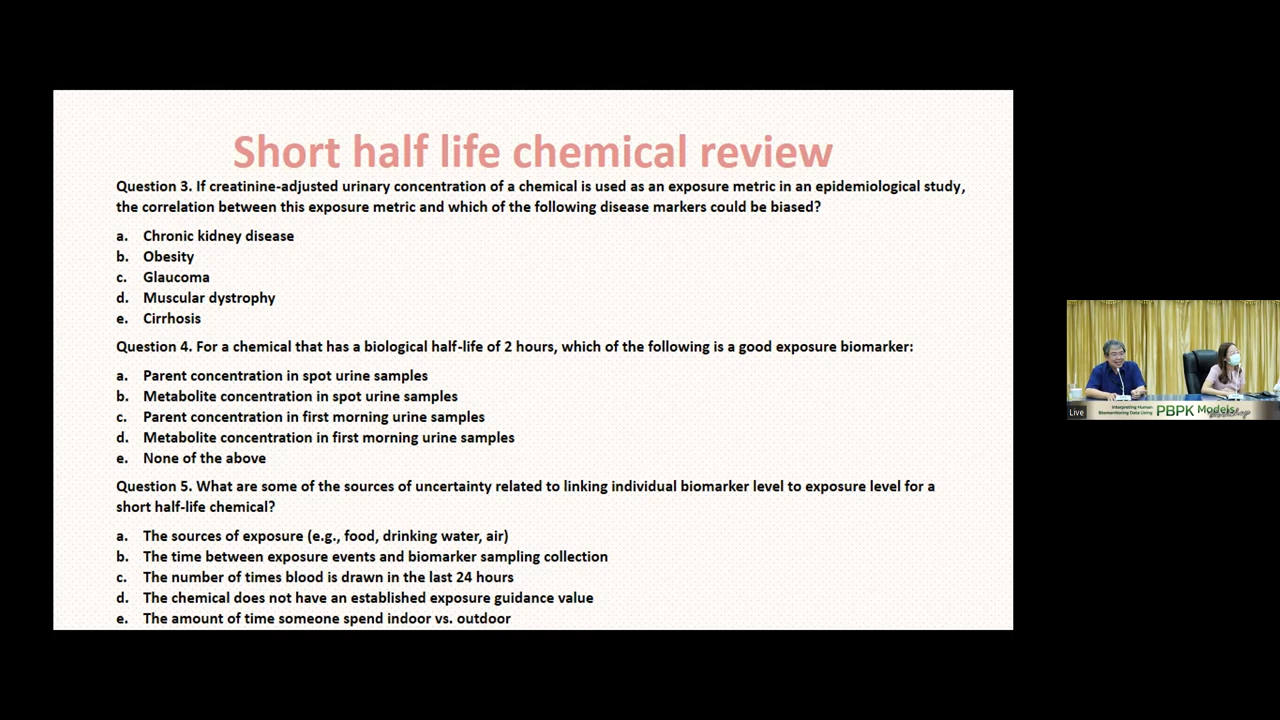 Short half life chemical review
Question 3. If creatinine-adjusted urinary concentration of a chemical is used as an exposure metric in an epidemiological study,
the correlation between this exposure metric and which of the following disease markers could be biased?
a. Chronic kidney disease
b. Obesity
c. Glaucoma
d. Muscular dystrophy
e. Cirrhosis
Question 4. For a chemical that has a biological half-life of 2 hours, which of the following is a good exposure biomarker:
a. Parent concentration in spot urine samples
b. Metabolite concentration in spot urine samples
c. Parent concentration in first morning urine samples
d. Metabolite concentration in first morning urine samples
e. None of the above
Question 5. What are some of the sources of uncertainty related to linking individual biomarker level to exposure level for a
short half-life chemical?
a. The sources of exposure (e.g., food, drinking water, air)
b. The time between exposure events and biomarker sampling collection
c. The number of times blood is drawn in the last 24 hours
d. The chemical does not have an established exposure guidance value
e. The amount of time someone spend indoor vs. outdoor
Live
Interpreting Human
Biomonitoring Data Using
PBPK Models